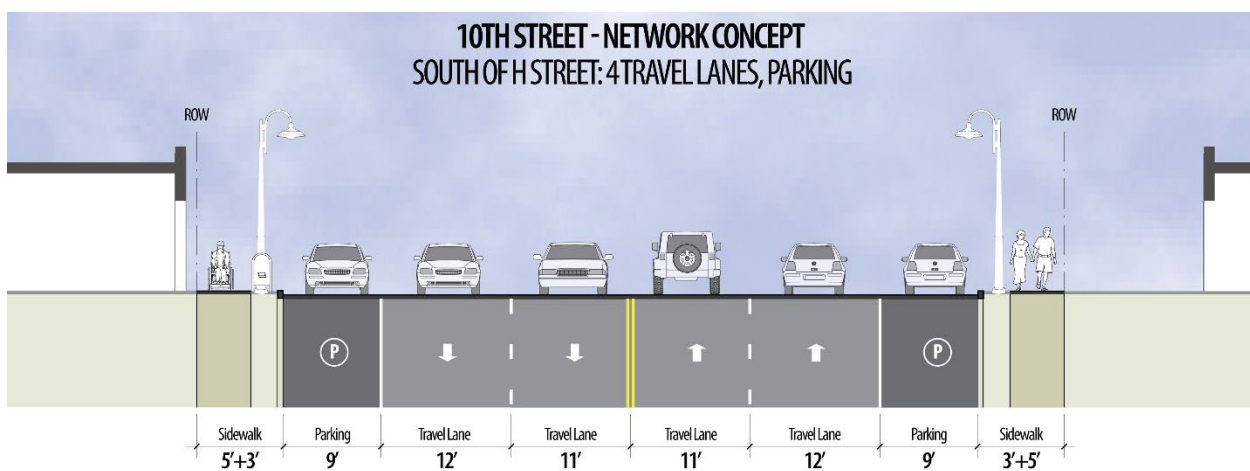 10TH STREET - NETWORK CONCEPT
SOUTH OF H STREET: 4 TRAVEL LANES, PARKING
ROW ROW
P P
Sidewalk Parking Travel Lane Travel Lane Travel Lane Travel Lane Parking Sidewalk
5'+3' 9' 12' 11' 11' 12' 9' 3'+5'